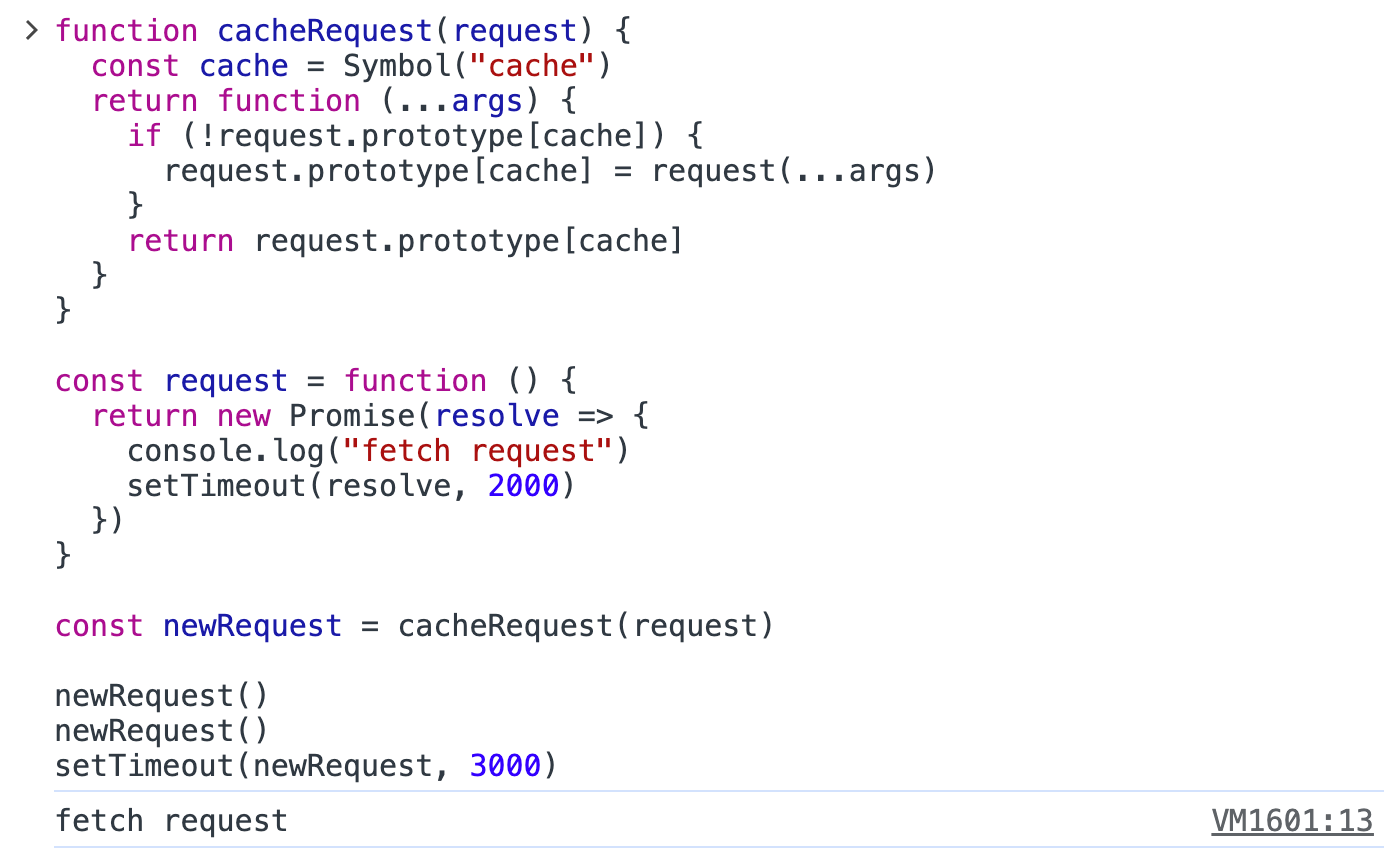 > function cacheRequest(request) {
  const cache = Symbol("cache")
  return function (...args) {
    if (!request.prototype[cache]) {
      request.prototype[cache] = request(...args)
    }
    return request.prototype[cache]
  }
}

const request = function () {
  return new Promise(resolve => {
    console.log("fetch request")
    setTimeout(resolve, 2000)
  })
}

const newRequest = cacheRequest(request)

newRequest()
newRequest()
setTimeout(newRequest, 3000)
fetch request VM1601:13